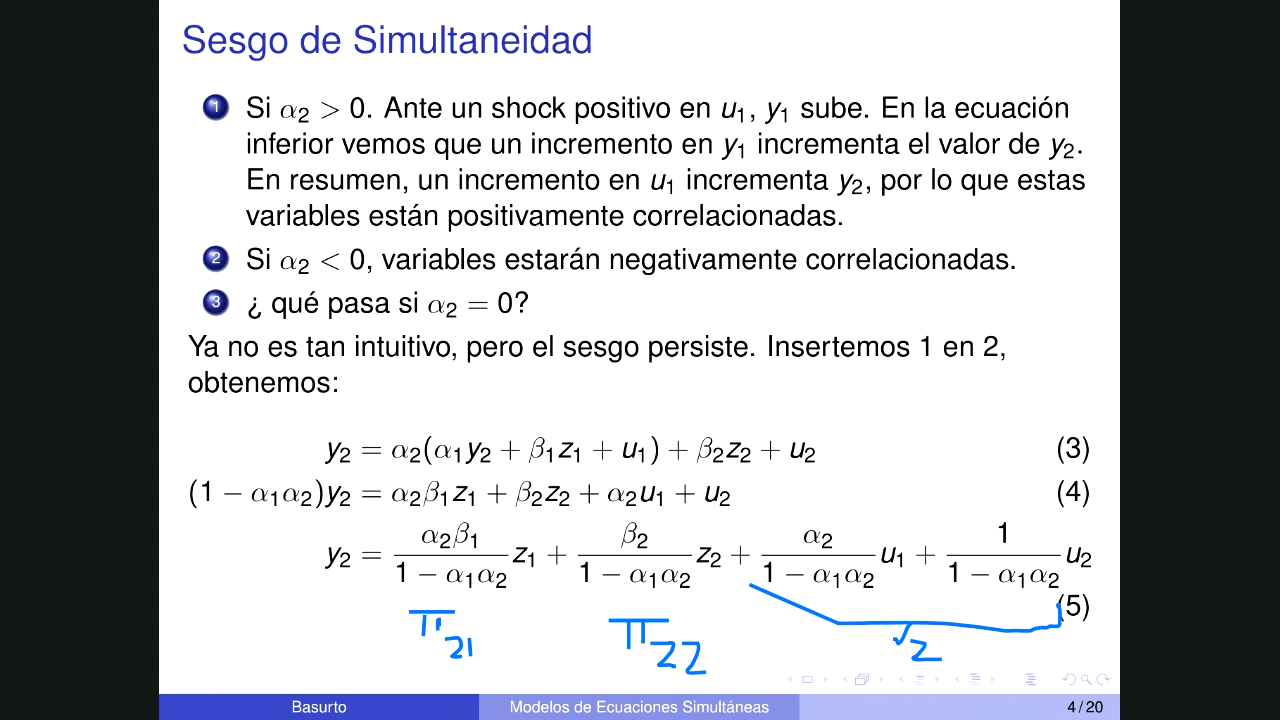 Sesgo de Simultaneidad
1 Si α₂ > 0. Ante un shock positivo en u₁, y₁ sube. En la ecuación
inferior vemos que un incremento en y₁ incrementa el valor de y₂.
En resumen, un incremento en u₁ incrementa y₂, por lo que estas
variables están positivamente correlacionadas.
2 Si α₂ < 0, variables estarán negativamente correlacionadas.
3 ¿ qué pasa si α₂ = 0?
Ya no es tan intuitivo, pero el sesgo persiste. Insertemos 1 en 2,
obtenemos:
y₂ = α₂(α₁y₂ + β₁z₁ + u₁) + β₂z₂ + u₂ (3)
(1 − α₁α₂)y₂ = α₂β₁z₁ + β₂z₂ + α₂u₁ + u₂ (4)
y₂ = α₂β₁/(1 − α₁α₂) z₁ + β₂/(1 − α₁α₂) z₂ + α₂/(1 − α₁α₂) u₁ + 1/(1 − α₁α₂) u₂
(5)
π₂₁ π₂₂ √₂
Basurto Modelos de Ecuaciones Simultáneas 4 / 20